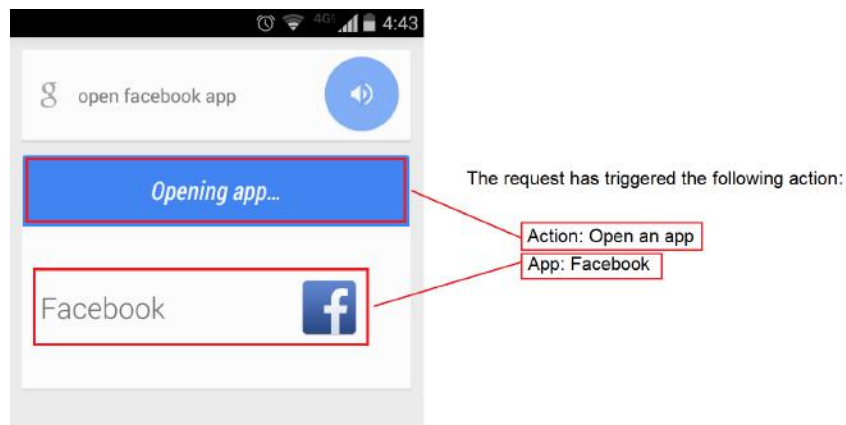 4G 4:43
g open facebook app
Opening app...
Facebook f
The request has triggered the following action:
Action: Open an app
App: Facebook